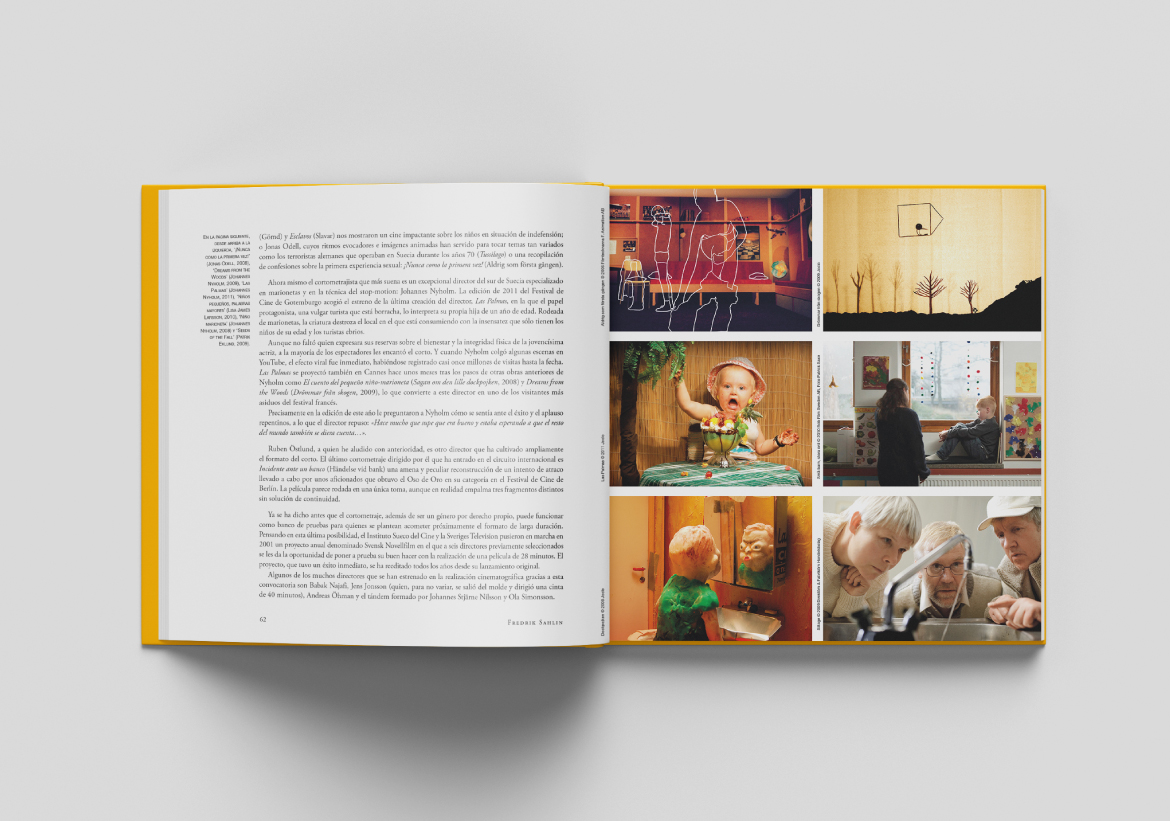 En la página siguiente,
desde arriba a la
izquierda, '¡Nunca
como la primera vez!'
(Jonas Odell, 2006),
'Dreams from the
Woods' (Johannes
Nyholm, 2009), 'Las
Palmas' (Johannes
Nyholm, 2011),
(Johannes
Nyholm, 2008) y 'Seeds
of the Fall' (Patrik
Eklund, 2009).
(Gömd) y Esclavos (Slavar) nos mostraron un cine impactante sobre los niños en situación de indefensión;
o Jonas Odell, cuyos ritmos evocadores e imágenes animadas han servido para tocar temas tan variados
como los terroristas alemanes que operaban en Suecia durante los años 70 (Tussilago) o una recopilación
de confesiones sobre la primera experiencia sexual: ¡Nunca como la primera vez! (Aldrig som första gången).
Ahora mismo el cortometrajista que más suena es un excepcional director del sur de Suecia especializado
en marionetas y en la técnica del stop-motion: Johannes Nyholm. La edición de 2011 del Festival de
Cine de Gotemburgo acogió el estreno de la última creación del director, Las Palmas, en la que el papel
protagonista, una vulgar turista que está borracha, lo interpreta su propia hija de un año de edad. Rodeada
de marionetas, la criatura destroza el local en el que está consumiendo con la insensatez que sólo tienen los
niños de su edad y los turistas ebrios.
Aunque no faltó quien expresara sus reservas sobre el bienestar y la integridad física de la jovencísima
actriz, a la mayoría de los espectadores les encantó el corto. Y cuando Nyholm colgó algunas escenas en
YouTube, el efecto viral fue inmediato, habiéndose registrado casi once millones de visitas hasta la fecha.
Las Palmas se proyectó también en Cannes hace unos meses tras los pasos de otras obras anteriores de
Nyholm como El cuento del pequeño niño-marioneta (Sagan om den lille dockpojken, 2008) y Dreams from
the Woods (Drömmar från skogen, 2009), lo que convierte a este director en uno de los visitantes más
asiduos del festival francés.
Precisamente en la edición de este año le preguntaron a Nyholm cómo se sentía ante el éxito y el aplauso
repentinos, a lo que el director repuso: «Hace mucho que supe que era bueno y estaba esperando a que el resto
del mundo también se diera cuenta…».
Ruben Östlund, a quien he aludido con anterioridad, es otro director que ha cultivado ampliamente
el formato del corto. El último cortometraje dirigido por él que ha entrado en el circuito internacional es
Incidente ante un banco (Händelse vid bank) una amena y peculiar reconstrucción de un intento de atraco
llevado a cabo por unos aficionados que obtuvo el Oso de Oro en su categoría en el Festival de Cine de
Berlín. La película parece rodada en una única toma, aunque en realidad empalma tres fragmentos distintos
sin solución de continuidad.
Ya se ha dicho antes que el cortometraje, además de ser un género por derecho propio, puede funcionar
como banco de pruebas para quienes se plantean acometer próximamente el formato de larga duración.
Pensando en esta última posibilidad, el Instituto Sueco del Cine y la Sveriges Television pusieron en marcha en
2001 un proyecto anual denominado Svensk Novellfilm en el que a seis directores previamente seleccionados
se les da la oportunidad de poner a prueba su buen hacer con la realización de una película de 28 minutos. El
proyecto, que tuvo un éxito inmediato, se ha reeditado todos los años desde su lanzamiento original.
Algunos de los muchos directores que se han estrenado en la realización cinematográfica gracias a esta
convocatoria son Babak Najafi, Jens Jonsson (quien, para no variar, se salió del molde y dirigió una cinta
de 40 minutos), Andreas Öhman y el tándem formado por Johannes Stjärne Nilsson y Ola Simonsson.
62
Fredrik Sahlin